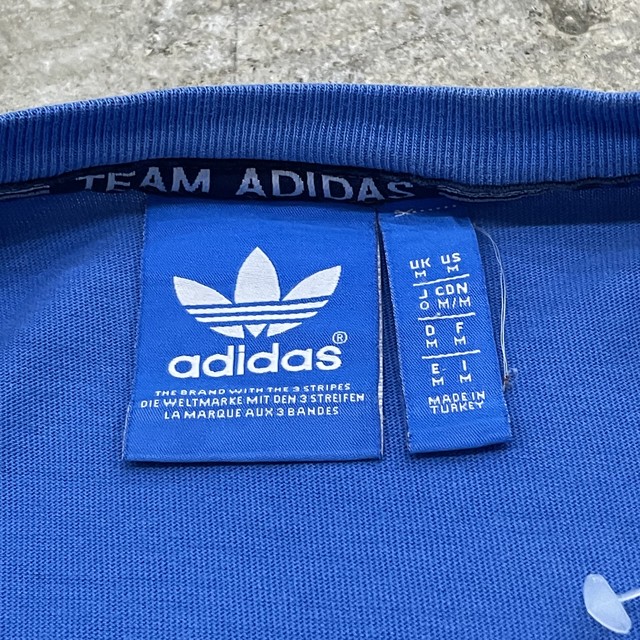 TEAM ADIDAS
adidas®
THE BRAND WITH THE 3 STRIPES
DIE WELTMARKE MIT DEN 3 STREIFEN
LA MARQUE AUX 3 BANDES
UK US
M M
J CDN
O M/M
D F
M M
E I
M M
MADE IN
TURKEY